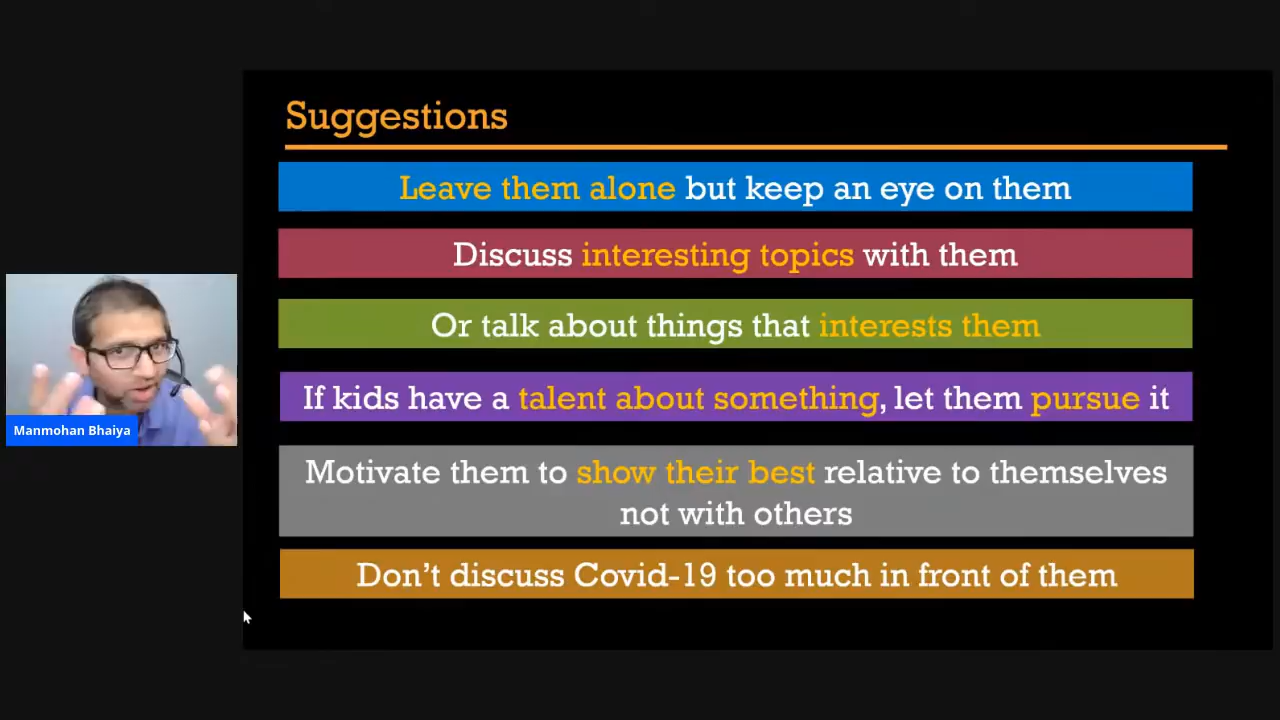 Suggestions
Leave them alone but keep an eye on them
Discuss interesting topics with them
Or talk about things that interests them
If kids have a talent about something, let them pursue it
Motivate them to show their best relative to themselves
not with others
Don’t discuss Covid-19 too much in front of them
Manmohan Bhaiya